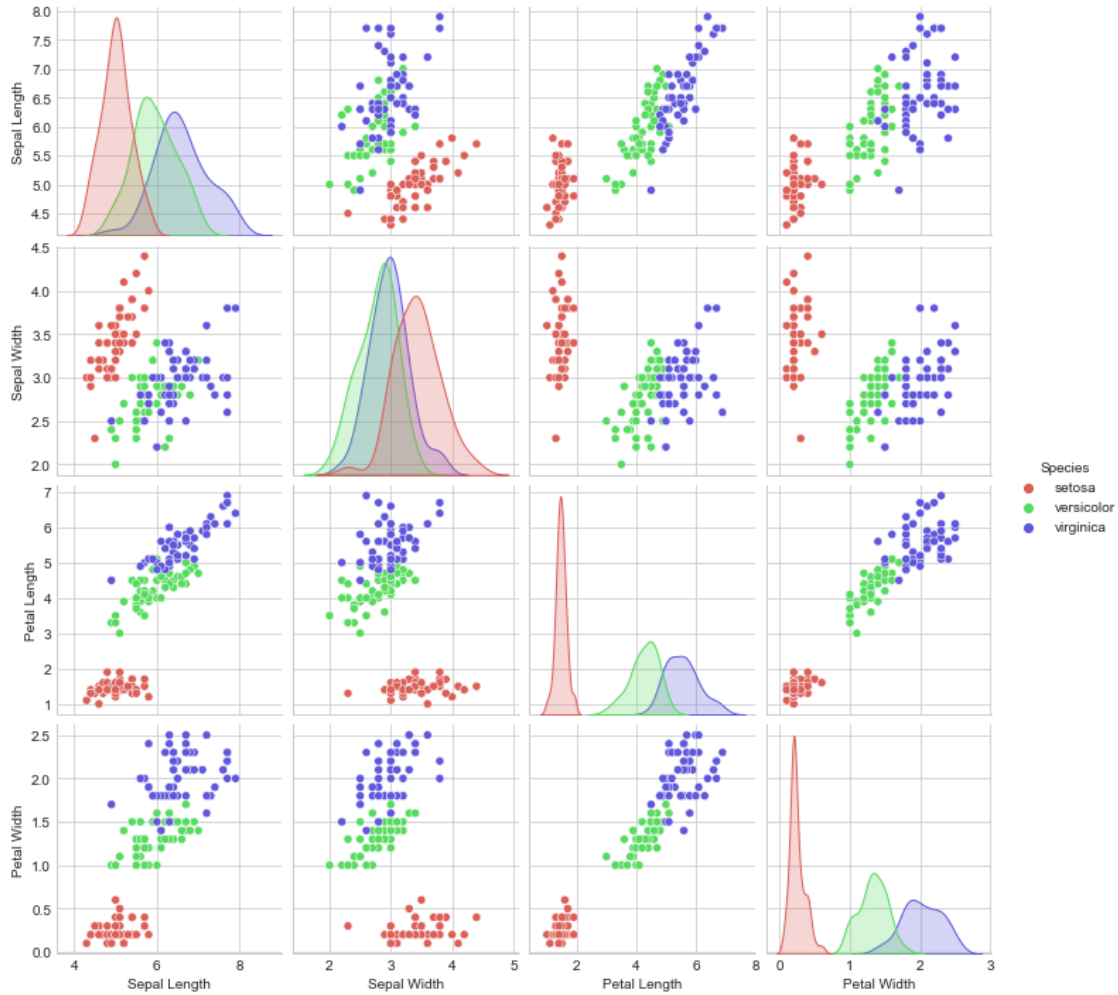 8.0
7.5
7.0
6.5
6.0
5.5
5.0
4.5
Sepal Length
4.5
4.0
3.5
3.0
2.5
2.0
Sepal Width
Species
setosa
versicolor
virginica
7
6
5
4
3
2
1
Petal Length
2.5
2.0
1.5
1.0
0.5
0.0
Petal Width
4 6 8
Sepal Length
2 3 4 5
Sepal Width
2 4 6 8
Petal Length
0 1 2 3
Petal Width